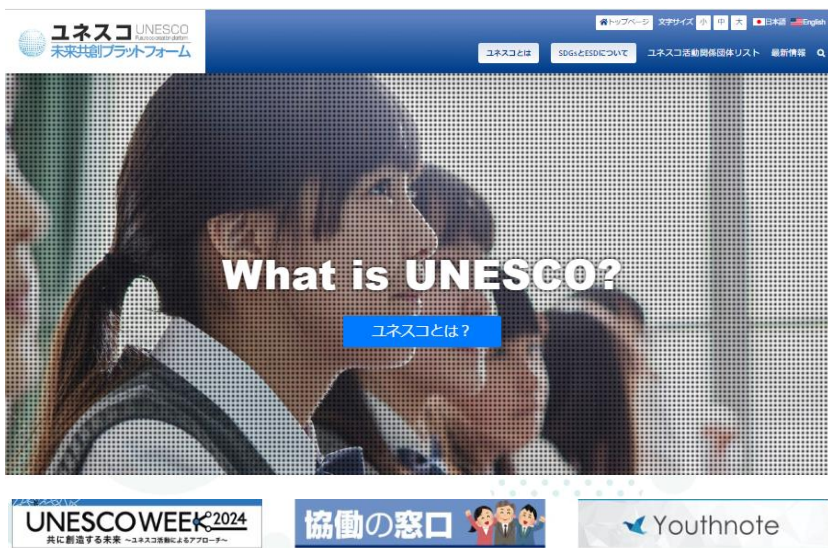 ユネスコ UNESCO
Future co-creation platform
未来共創プラットフォーム
トップページ 文字サイズ 小 中 大 日本語 English
ユネスコとは SDGsとESDについて ユネスコ活動関係団体リスト 最新情報
What is UNESCO?
ユネスコとは？
UNESCO WEEK 2024
共に創造する未来 ～ユネスコ活動によるアプローチ～
協働の窓口
Youthnote